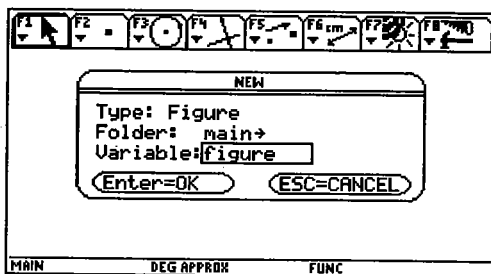 F1 F2 F3 F4 F5 F6 cm F7 F8
NEW
Type: Figure
Folder: main→
Variable: figure
Enter=OK ESC=CANCEL
MAIN DEG APPROX FUNC